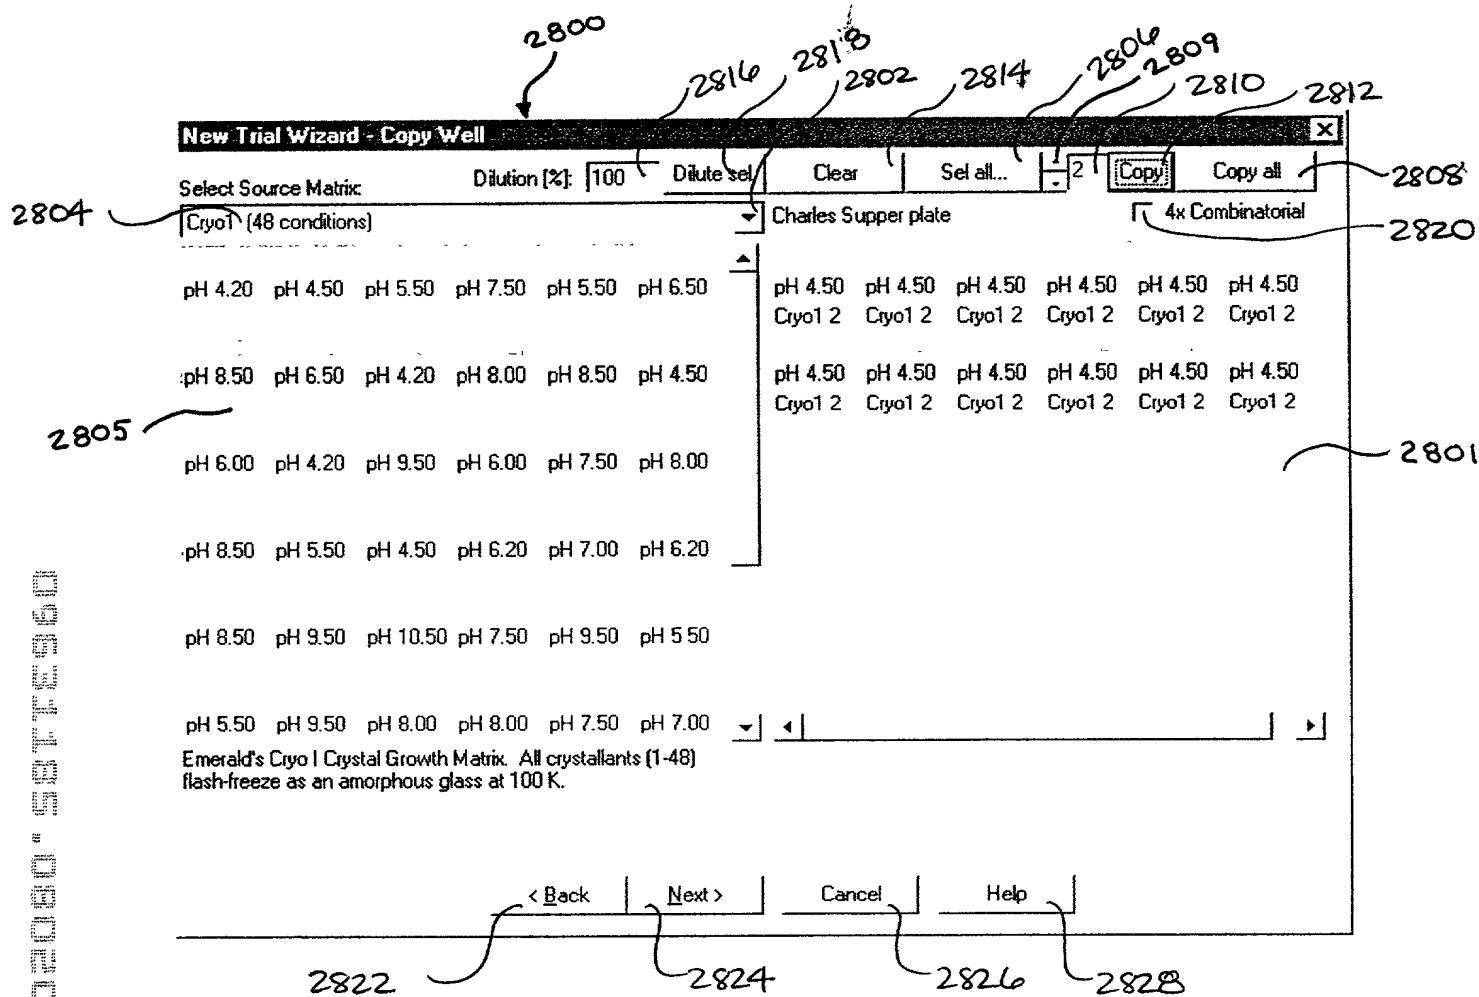 2800
2816 2818 2802 2814 2806 2809 2810 2812
New Trial Wizard - Copy Well
Select Source Matrix: Dilution [%]: 100 Dilute sel Clear Sel all... 2 Copy Copy all 2808
2804 Cryo1 (48 conditions) Charles Supper plate 4x Combinatorial 2820
pH 4.20 pH 4.50 pH 5.50 pH 7.50 pH 5.50 pH 6.50 pH 4.50 pH 4.50 pH 4.50 pH 4.50 pH 4.50 pH 4.50
Cryo1 2 Cryo1 2 Cryo1 2 Cryo1 2 Cryo1 2 Cryo1 2
pH 8.50 pH 6.50 pH 4.20 pH 8.00 pH 8.50 pH 4.50 pH 4.50 pH 4.50 pH 4.50 pH 4.50 pH 4.50 pH 4.50
Cryo1 2 Cryo1 2 Cryo1 2 Cryo1 2 Cryo1 2 Cryo1 2
2805
pH 6.00 pH 4.20 pH 9.50 pH 6.00 pH 7.50 pH 8.00 2801
pH 8.50 pH 5.50 pH 4.50 pH 6.20 pH 7.00 pH 6.20
pH 8.50 pH 9.50 pH 10.50 pH 7.50 pH 9.50 pH 5 50
pH 5.50 pH 9.50 pH 8.00 pH 8.00 pH 7.50 pH 7.00
Emerald's Cryo I Crystal Growth Matrix. All crystallants (1-48)
flash-freeze as an amorphous glass at 100 K.
< Back Next > Cancel Help
2822 2824 2826 2828